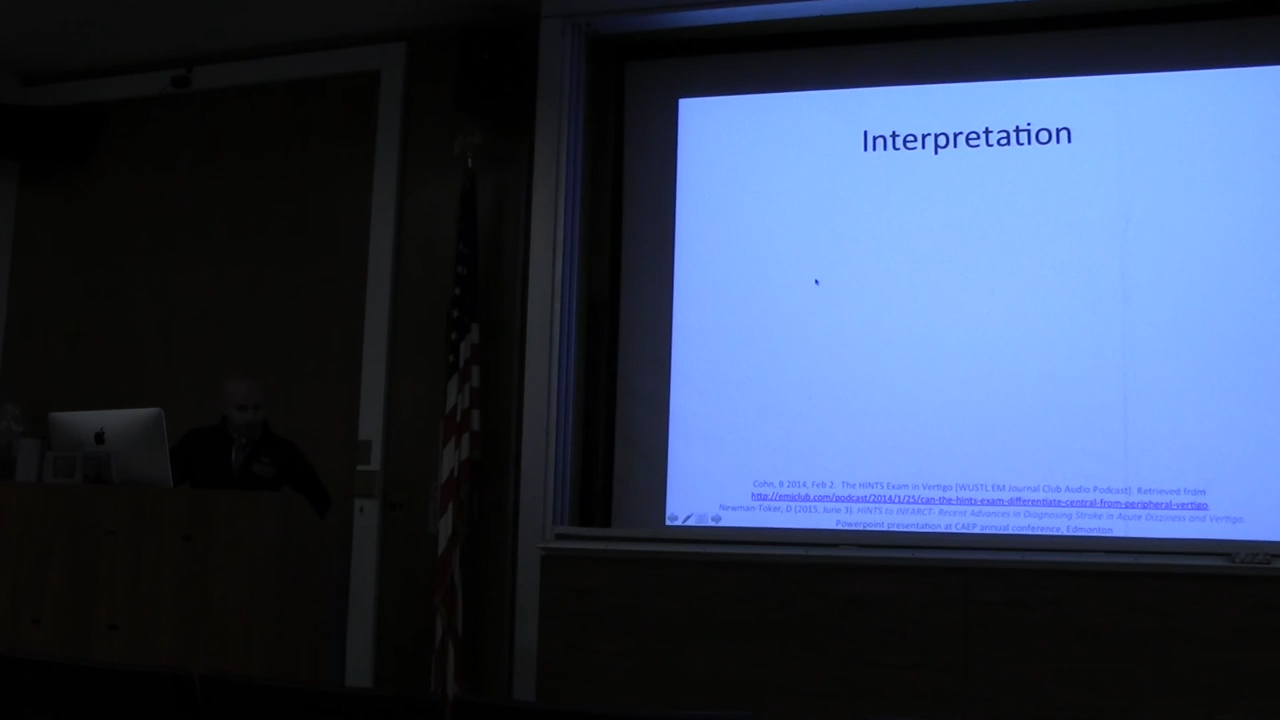 Interpretation
Cohn, B 2014, Feb 2. The HINTS Exam in Vertigo [WUSTL EM Journal Club Audio Podcast]. Retrieved from
http://emjclub.com/podcast/2014/1/25/can-the-hints-exam-differentiate-central-from-peripheral-vertigo
Newman-Toker, D (2015, June 3). HINTS to INFARCT- Recent Advances in Diagnosing Stroke in Acute Dizziness and Vertigo.
Powerpoint presentation at CAEP annual conference, Edmonton